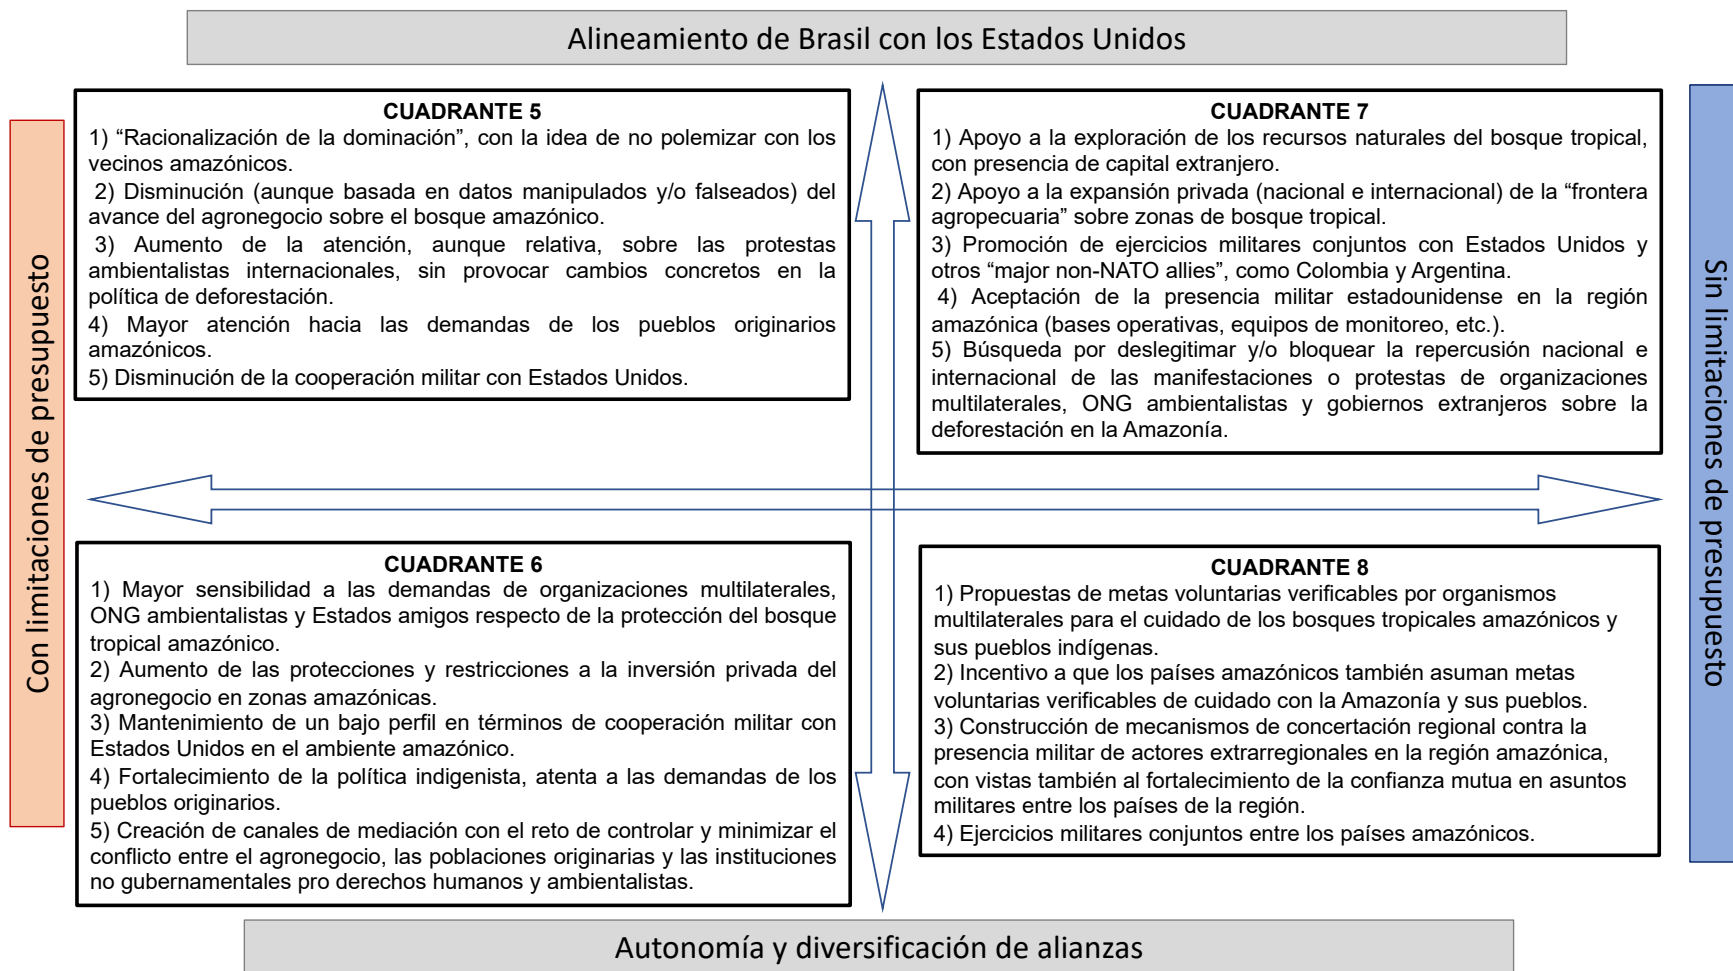 Alineamiento de Brasil con los Estados Unidos
Con limitaciones de presupuesto
CUADRANTE 5
1) “Racionalización de la dominación”, con la idea de no polemizar con los
vecinos amazónicos.
2) Disminución (aunque basada en datos manipulados y/o falseados) del
avance del agronegocio sobre el bosque amazónico.
3) Aumento de la atención, aunque relativa, sobre las protestas
ambientalistas internacionales, sin provocar cambios concretos en la
política de deforestación.
4) Mayor atención hacia las demandas de los pueblos originarios
amazónicos.
5) Disminución de la cooperación militar con Estados Unidos.
CUADRANTE 7
1) Apoyo a la exploración de los recursos naturales del bosque tropical,
con presencia de capital extranjero.
2) Apoyo a la expansión privada (nacional e internacional) de la “frontera
agropecuaria” sobre zonas de bosque tropical.
3) Promoción de ejercicios militares conjuntos con Estados Unidos y
otros “major non-NATO allies”, como Colombia y Argentina.
4) Aceptación de la presencia militar estadounidense en la región
amazónica (bases operativas, equipos de monitoreo, etc.).
5) Búsqueda por deslegitimar y/o bloquear la repercusión nacional e
internacional de las manifestaciones o protestas de organizaciones
multilaterales, ONG ambientalistas y gobiernos extranjeros sobre la
deforestación en la Amazonía.
Sin limitaciones de presupuesto
CUADRANTE 6
1) Mayor sensibilidad a las demandas de organizaciones multilaterales,
ONG ambientalistas y Estados amigos respecto de la protección del bosque
tropical amazónico.
2) Aumento de las protecciones y restricciones a la inversión privada del
agronegocio en zonas amazónicas.
3) Mantenimiento de un bajo perfil en términos de cooperación militar con
Estados Unidos en el ambiente amazónico.
4) Fortalecimiento de la política indigenista, atenta a las demandas de los
pueblos originarios.
5) Creación de canales de mediación con el reto de controlar y minimizar el
conflicto entre el agronegocio, las poblaciones originarias y las instituciones
no gubernamentales pro derechos humanos y ambientalistas.
CUADRANTE 8
1) Propuestas de metas voluntarias verificables por organismos
multilaterales para el cuidado de los bosques tropicales amazónicos y
sus pueblos indígenas.
2) Incentivo a que los países amazónicos también asuman metas
voluntarias verificables de cuidado con la Amazonía y sus pueblos.
3) Construcción de mecanismos de concertación regional contra la
presencia militar de actores extrarregionales en la región amazónica,
con vistas también al fortalecimiento de la confianza mutua en asuntos
militares entre los países de la región.
4) Ejercicios militares conjuntos entre los países amazónicos.
Autonomía y diversificación de alianzas